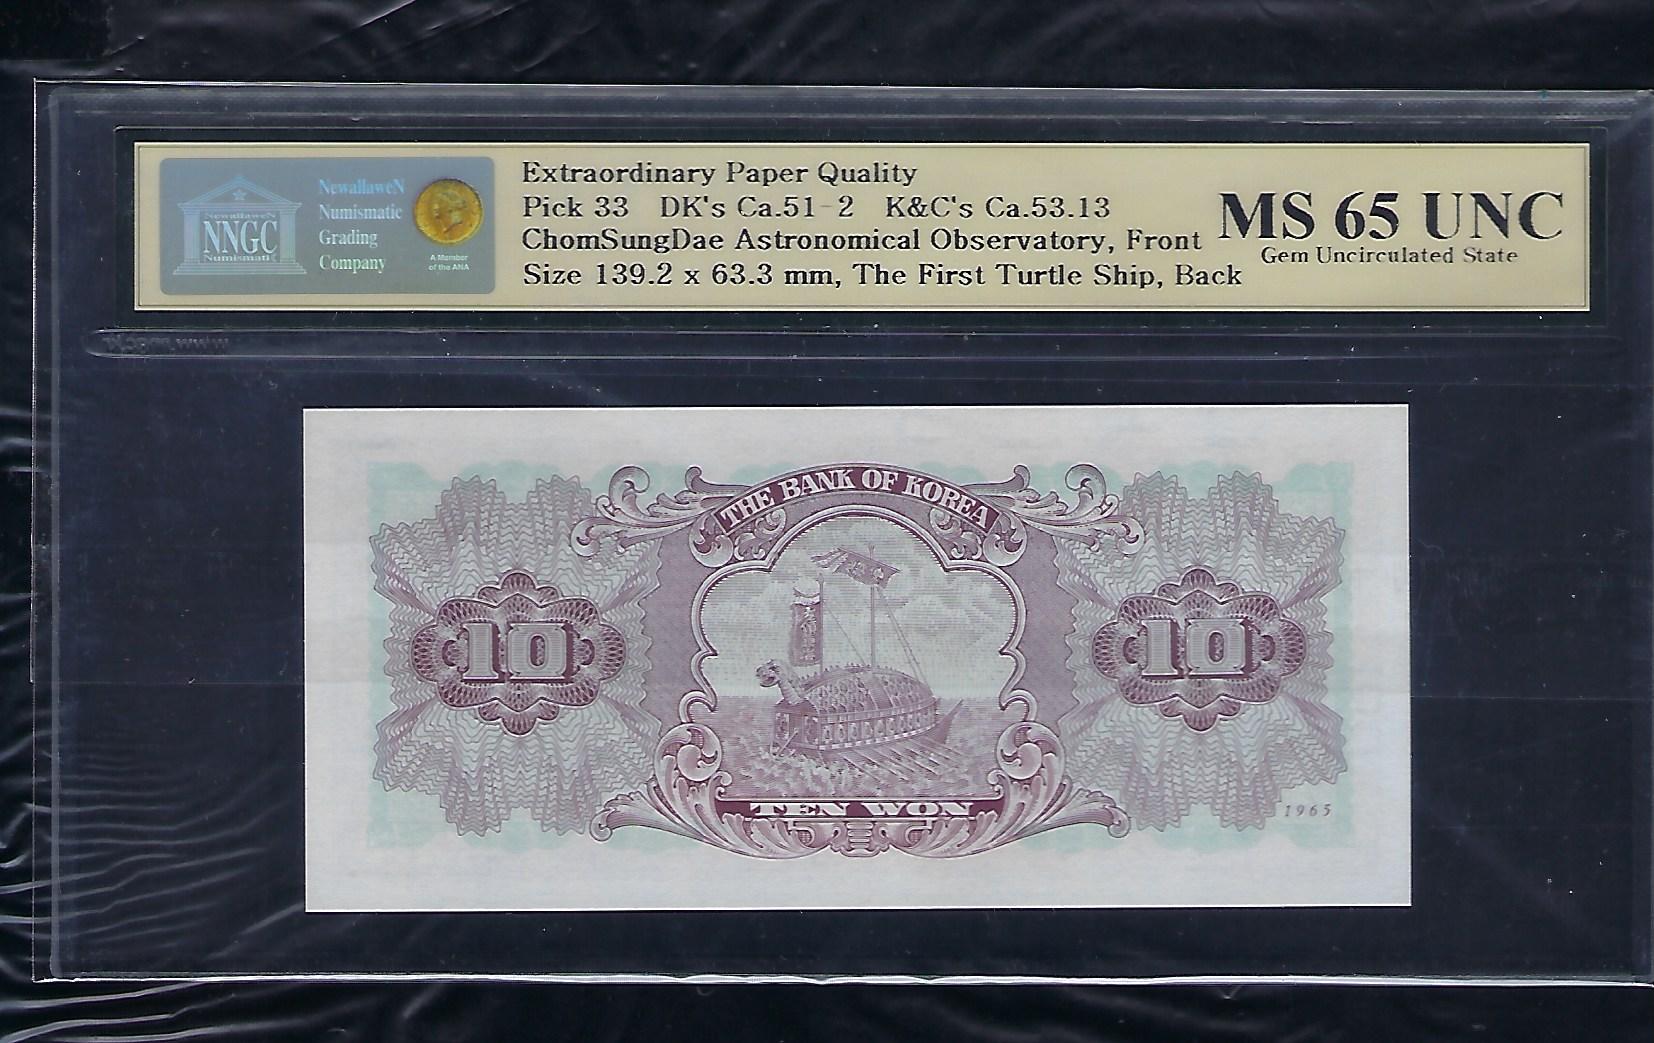 NewallaweN
NNGC
Numismatic
NewallaweN
Numismatic
Grading
Company
A Member
of the ANA
Extraordinary Paper Quality
Pick 33 DK's Ca.51-2 K&C's Ca.53.13
ChomSungDae Astronomical Observatory, Front
Size 139.2 x 63.3 mm, The First Turtle Ship, Back
MS 65 UNC
Gem Uncirculated State
THE BANK OF KOREA
10
10
TEN WON
1965